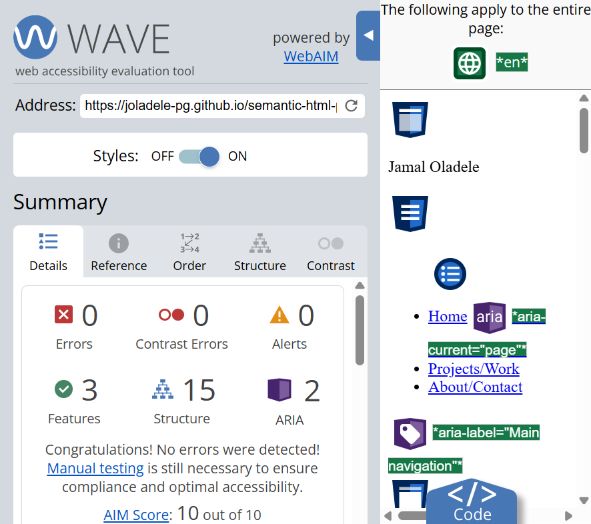 WAVE
web accessibility evaluation tool
powered by
WebAIM
Address: https://joladele-pg.github.io/semantic-html-p
Styles: OFF ON
Summary
Details Reference Order Structure Contrast
0 0 0
Errors Contrast Errors Alerts
3 15 2
Features Structure ARIA
Congratulations! No errors were detected!
Manual testing is still necessary to ensure
compliance and optimal accessibility.
AIM Score: 10 out of 10
The following apply to the entire
page:
*en*
Jamal Oladele
Home aria *aria-
current="page"*
Projects/Work
About/Contact
*aria-label="Main
navigation"*
</> 
Code